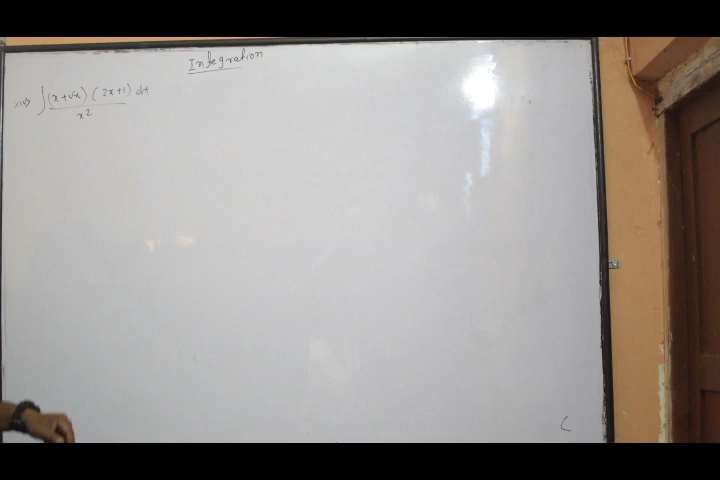 Integration
∫ (x+√x) (2x+1) dx
x2